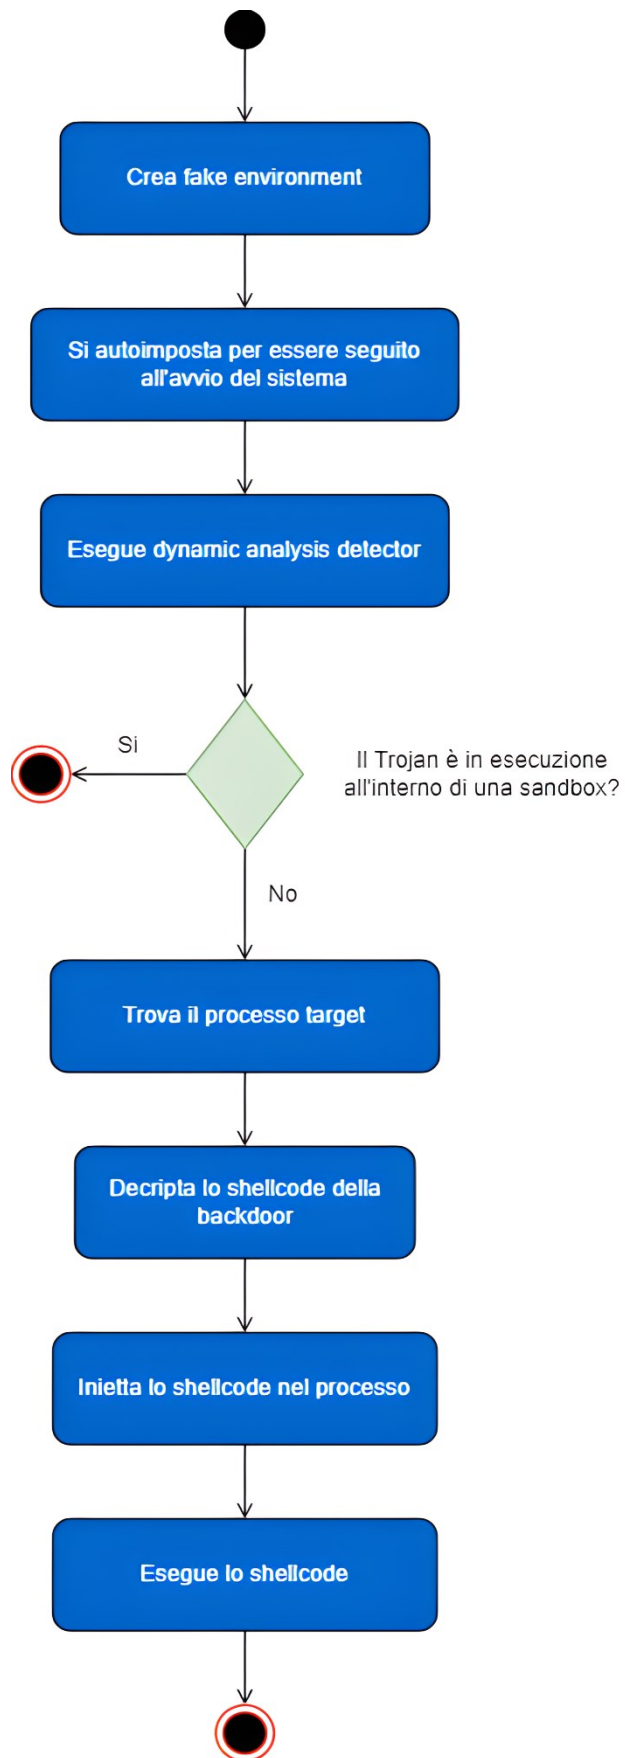 Crea fake environment
Si autoimposta per essere seguito
all'avvio del sistema
Esegue dynamic analysis detector
Si
Il Trojan è in esecuzione
all'interno di una sandbox?
No
Trova il processo target
Decripta lo shellcode della
backdoor
Inietta lo shellcode nel processo
Esegue lo shellcode